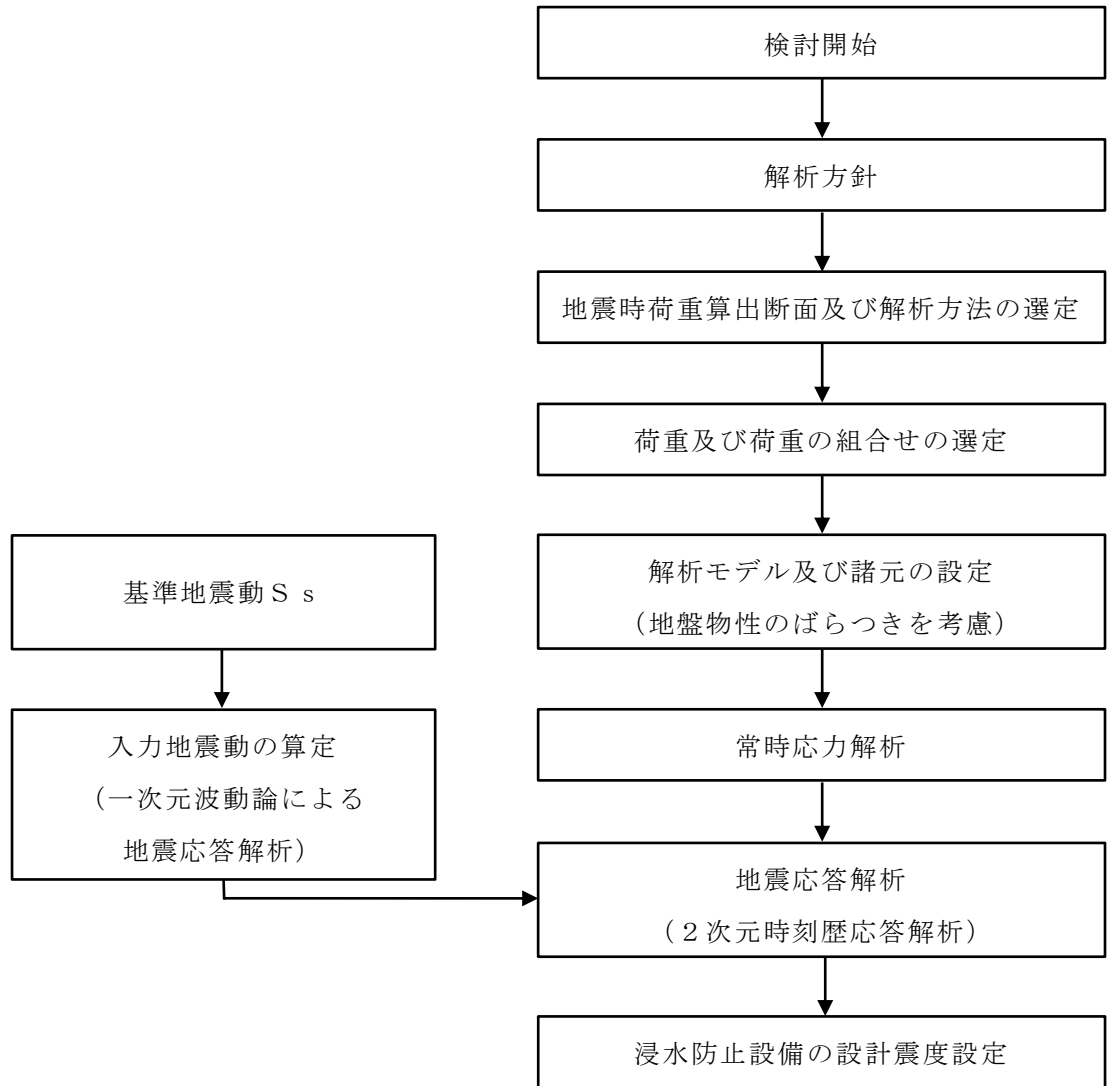 検討開始
解析方針
地震時荷重算出断面及び解析方法の選定
荷重及び荷重の組合せの選定
解析モデル及び諸元の設定
（地盤物性のばらつきを考慮）
基準地震動Ｓｓ
入力地震動の算定
（一次元波動論による
地震応答解析）
常時応力解析
地震応答解析
（２次元時刻歴応答解析）
浸水防止設備の設計震度設定